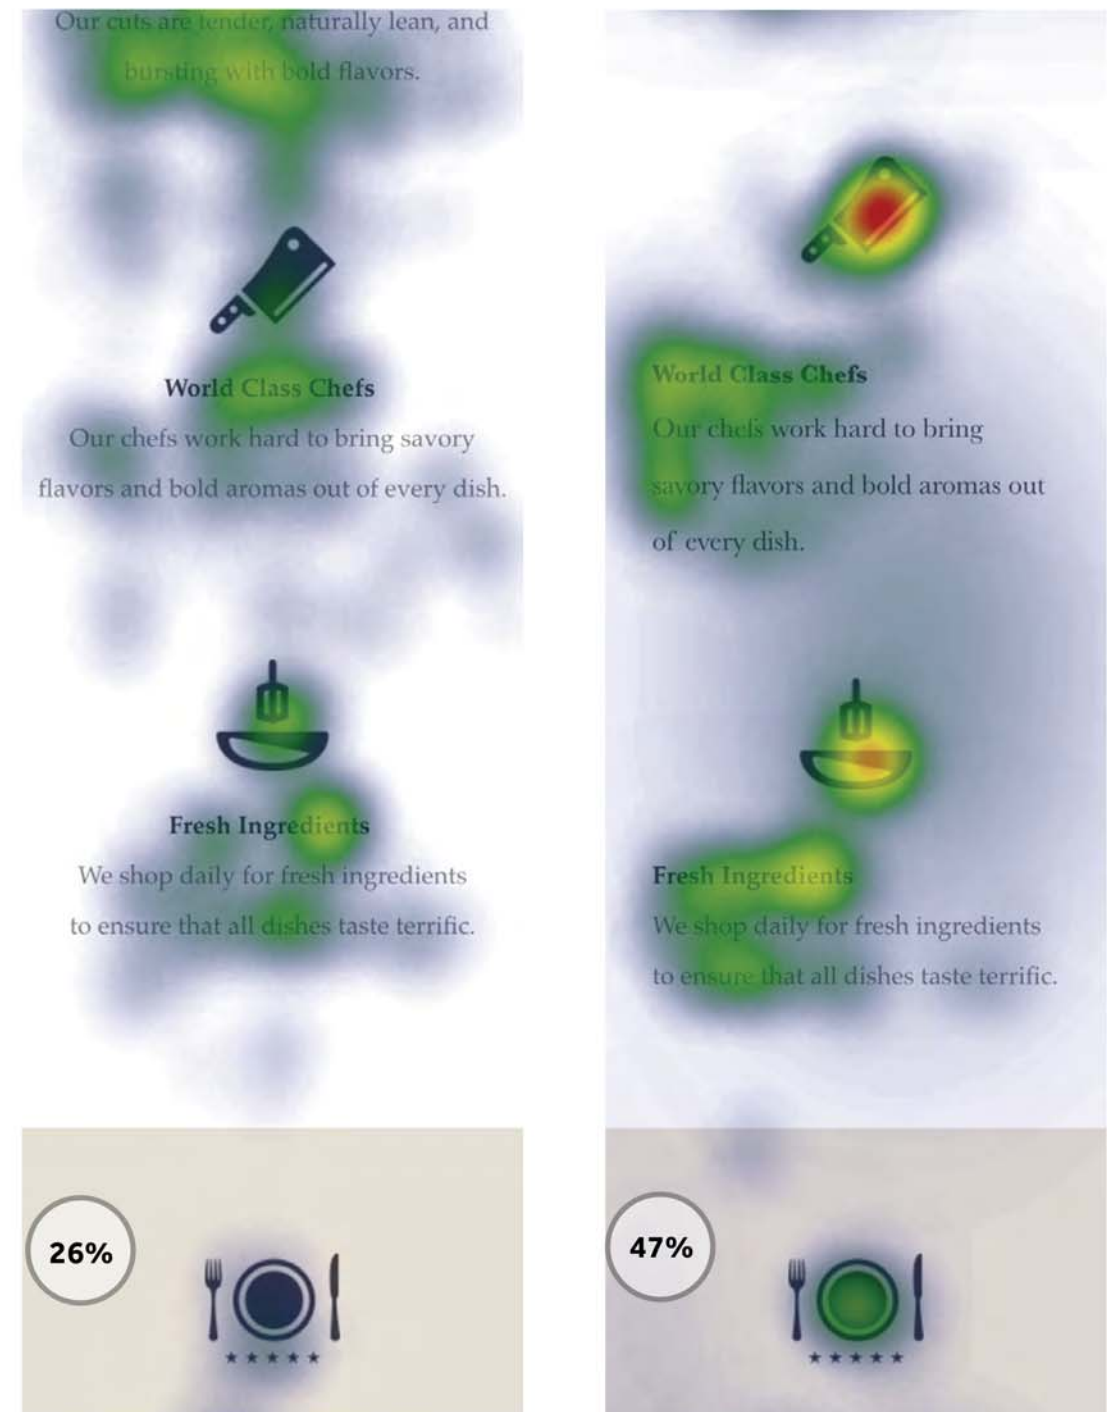 Our cuts are tender, naturally lean, and
bursting with bold flavors.
World Class Chefs
Our chefs work hard to bring savory
flavors and bold aromas out of every dish.
Fresh Ingredients
We shop daily for fresh ingredients
to ensure that all dishes taste terrific.
26%
World Class Chefs
Our chefs work hard to bring
savory flavors and bold aromas out
of every dish.
Fresh Ingredients
We shop daily for fresh ingredients
to ensure that all dishes taste terrific.
47%